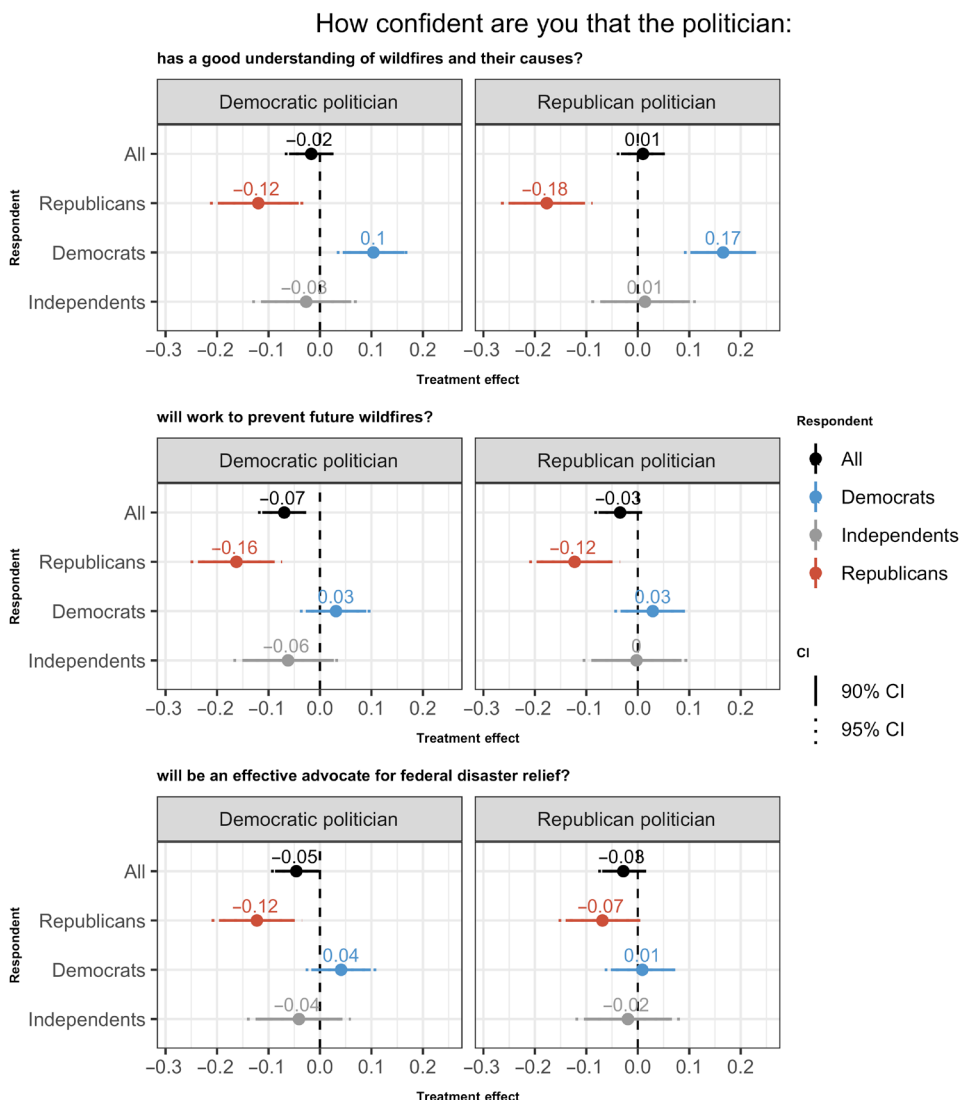 How confident are you that the politician:
has a good understanding of wildfires and their causes?
Democratic politician Republican politician
Respondent
All −0.02 0.01
Republicans −0.12 −0.18
Democrats 0.1 0.17
Independents −0.03 0.01
−0.3 −0.2 −0.1 0.0 0.1 0.2 −0.3 −0.2 −0.1 0.0 0.1 0.2
Treatment effect
will work to prevent future wildfires?
Democratic politician Republican politician
Respondent
All −0.07 −0.03
Republicans −0.16 −0.12
Democrats 0.03 0.03
Independents −0.06 0
−0.3 −0.2 −0.1 0.0 0.1 0.2 −0.3 −0.2 −0.1 0.0 0.1 0.2
Treatment effect
will be an effective advocate for federal disaster relief?
Democratic politician Republican politician
Respondent
All −0.05 −0.03
Republicans −0.12 −0.07
Democrats 0.04 0.01
Independents −0.04 −0.02
−0.3 −0.2 −0.1 0.0 0.1 0.2 −0.3 −0.2 −0.1 0.0 0.1 0.2
Treatment effect
Respondent
All
Democrats
Independents
Republicans
CI
90% CI
95% CI